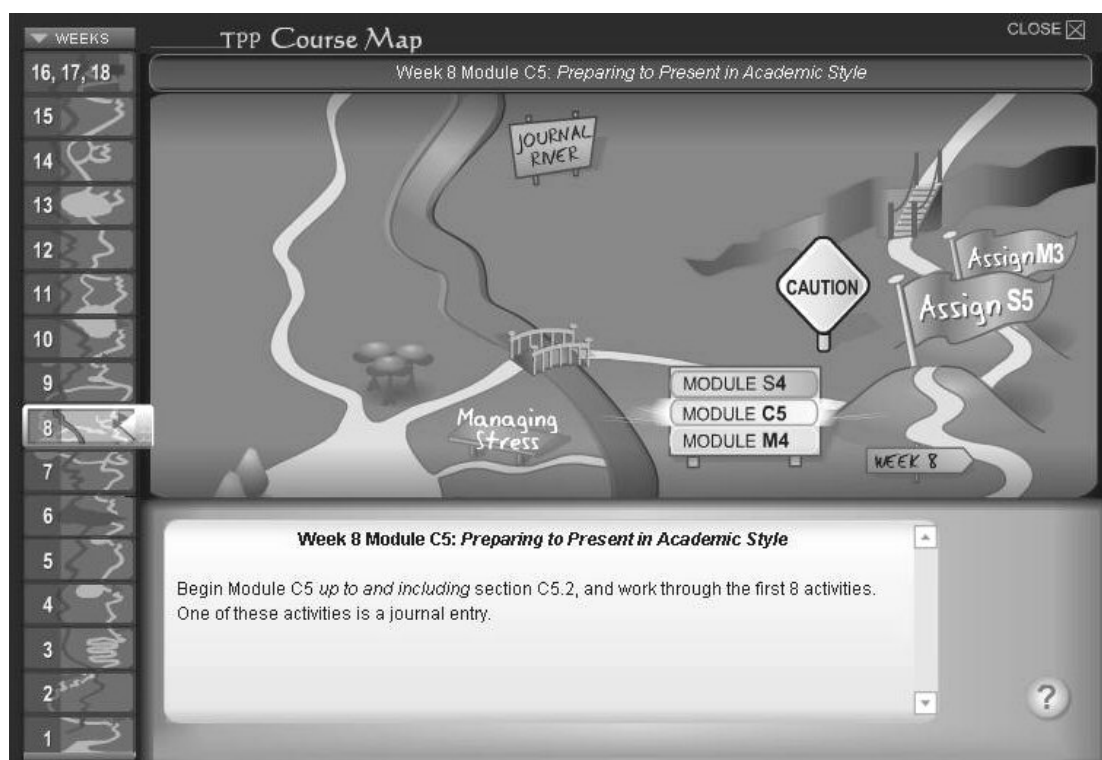 WEEKS
TPP Course Map
CLOSE
Week 8 Module C5: Preparing to Present in Academic Style
16, 17, 18
15
14
13
12
11
10
9
8
7
6
5
4
3
2
1
JOURNAL
RIVER
CAUTION
Assign M3
Assign S5
MODULE S4
MODULE C5
MODULE M4
Managing
Stress
WEEK 8
Week 8 Module C5: Preparing to Present in Academic Style
Begin Module C5 up to and including section C5.2, and work through the first 8 activities.
One of these activities is a journal entry.
?